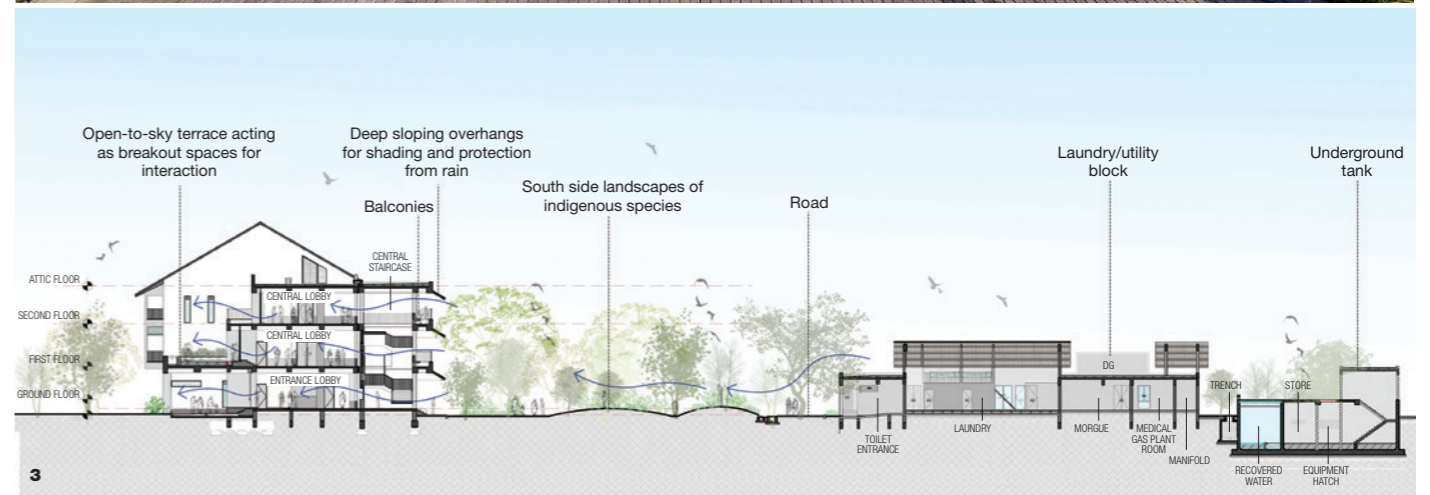 Open-to-sky terrace acting
as breakout spaces for
interaction
Deep sloping overhangs
for shading and protection
from rain
Balconies
South side landscapes of
indigenous species
Road
Laundry/utility
block
Underground
tank
CENTRAL
STAIRCASE
ATTIC FLOOR
CENTRAL LOBBY
SECOND FLOOR
CENTRAL LOBBY
FIRST FLOOR
ENTRANCE LOBBY
GROUND FLOOR
DG
TRENCH
STORE
TOILET
ENTRANCE
LAUNDRY
MORGUE
MEDICAL
GAS PLANT
ROOM
MANIFOLD
RECOVERED
WATER
EQUIPMENT
HATCH
3